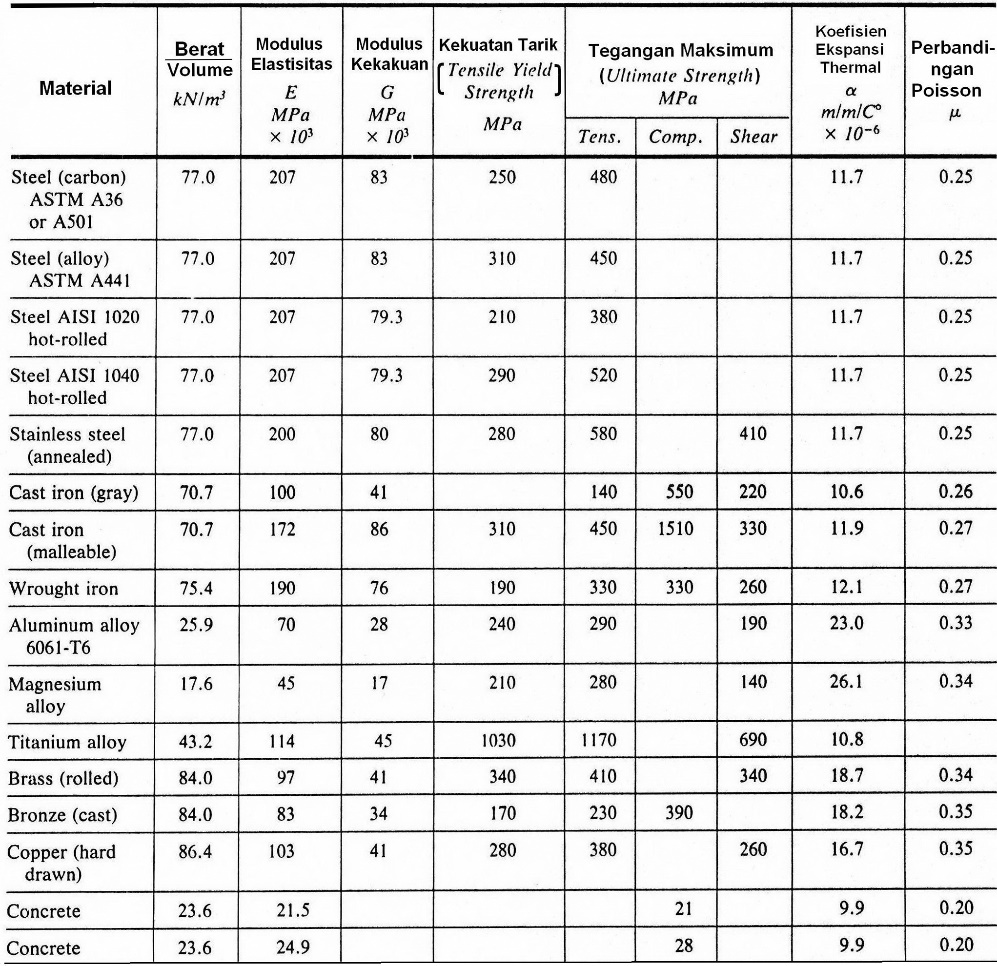 Material
Berat
Volume
kN/m³
Modulus
Elastisitas
E
MPa
× 10³
Modulus
Kekakuan
G
MPa
× 10³
Kekuatan Tarik
[Tensile Yield
Strength]
MPa
Tegangan Maksimum
(Ultimate Strength)
MPa
Tens. Comp. Shear
Koefisien
Ekspansi
Thermal
α
m/m/C°
× 10⁻⁶
Perbandi-
ngan
Poisson
μ
Steel (carbon) 77.0 207 83 250 480 11.7 0.25
ASTM A36
or A501
Steel (alloy) 77.0 207 83 310 450 11.7 0.25
ASTM A441
Steel AISI 1020 77.0 207 79.3 210 380 11.7 0.25
hot-rolled
Steel AISI 1040 77.0 207 79.3 290 520 11.7 0.25
hot-rolled
Stainless steel 77.0 200 80 280 580 410 11.7 0.25
(annealed)
Cast iron (gray) 70.7 100 41 140 550 220 10.6 0.26
Cast iron 70.7 172 86 310 450 1510 330 11.9 0.27
(malleable)
Wrought iron 75.4 190 76 190 330 330 260 12.1 0.27
Aluminum alloy 25.9 70 28 240 290 190 23.0 0.33
6061-T6
Magnesium 17.6 45 17 210 280 140 26.1 0.34
alloy
Titanium alloy 43.2 114 45 1030 1170 690 10.8
Brass (rolled) 84.0 97 41 340 410 340 18.7 0.34
Bronze (cast) 84.0 83 34 170 230 390 18.2 0.35
Copper (hard 86.4 103 41 280 380 260 16.7 0.35
drawn)
Concrete 23.6 21.5 21 9.9 0.20
Concrete 23.6 24.9 28 9.9 0.20